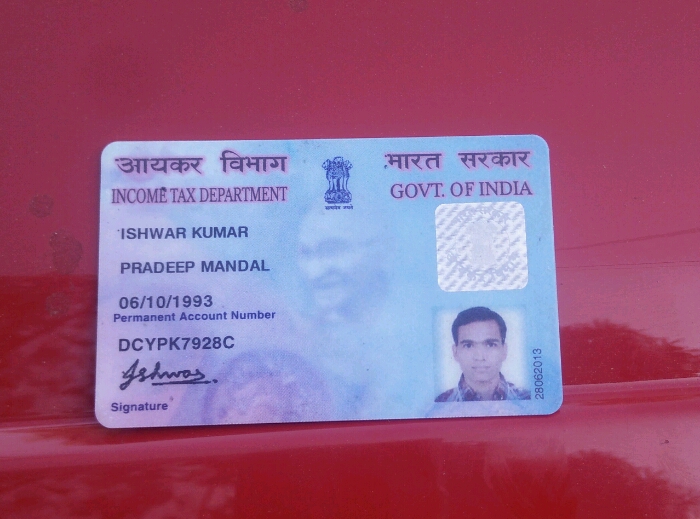 आयकर विभाग
INCOME TAX DEPARTMENT
भारत सरकार
GOVT. OF INDIA
सत्यमेव जयते
ISHWAR KUMAR
PRADEEP MANDAL
06/10/1993
Permanent Account Number
DCYPK7928C
Ishwar
Signature
28062013